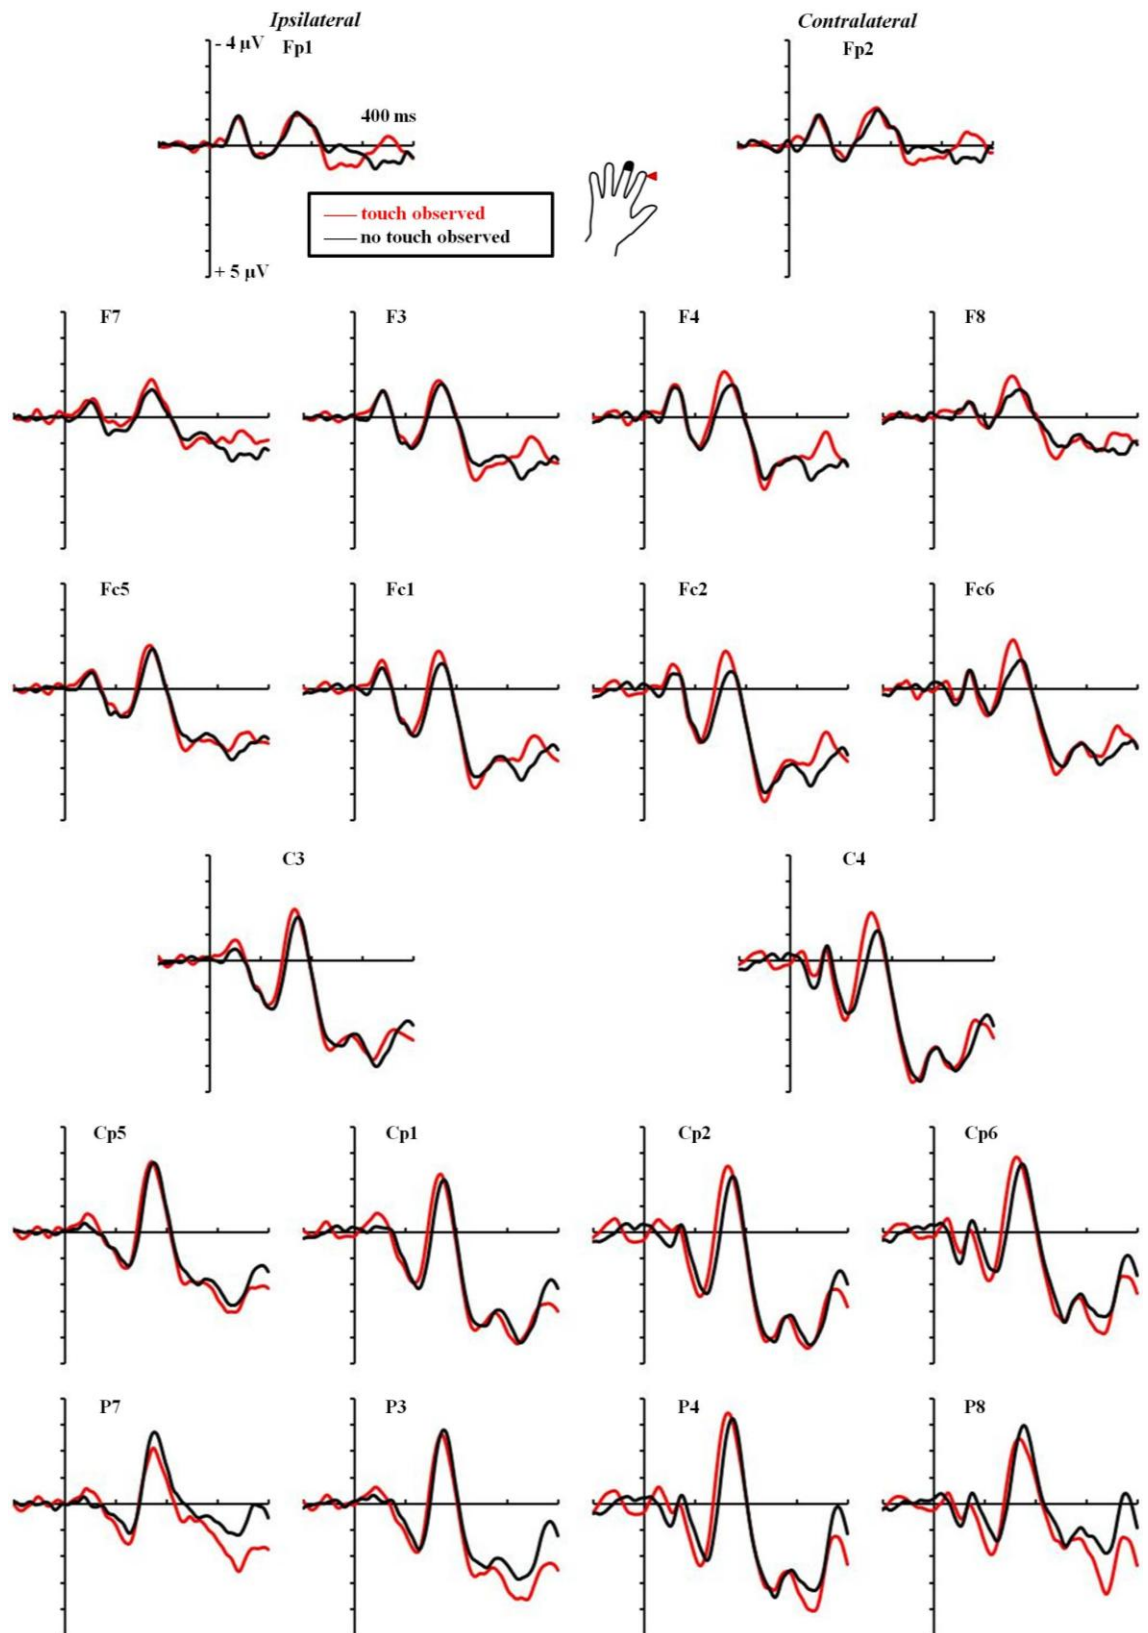 Ipsilateral
Contralateral
- 4 µV
Fp1
Fp2
400 ms
touch observed
no touch observed
+ 5 µV
F7
F3
F4
F8
Fc5
Fc1
Fc2
Fc6
C3
C4
Cp5
Cp1
Cp2
Cp6
P7
P3
P4
P8